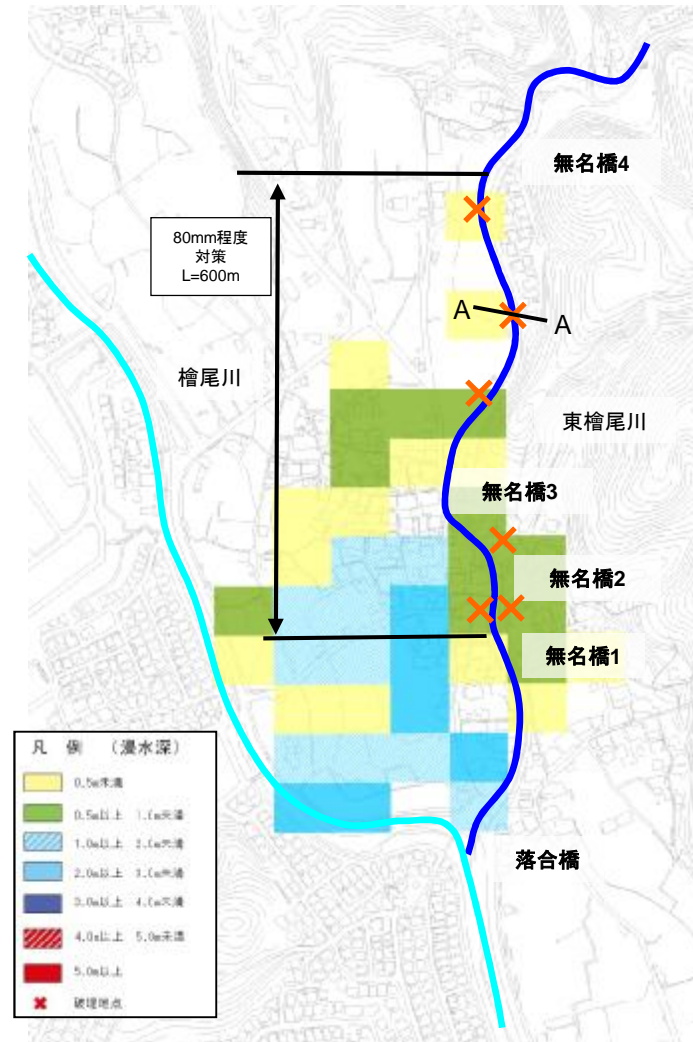 無名橋4
80mm程度
対策
L=600m
A
A
檜尾川
東檜尾川
無名橋3
無名橋2
無名橋1
落合橋
凡 例 (浸水深)
0.5m未満
0.5m以上 1.0m未満
1.0m以上 2.0m未満
2.0m以上 3.0m未満
3.0m以上 4.0m未満
4.0m以上 5.0m未満
5.0m以上
破堤地点